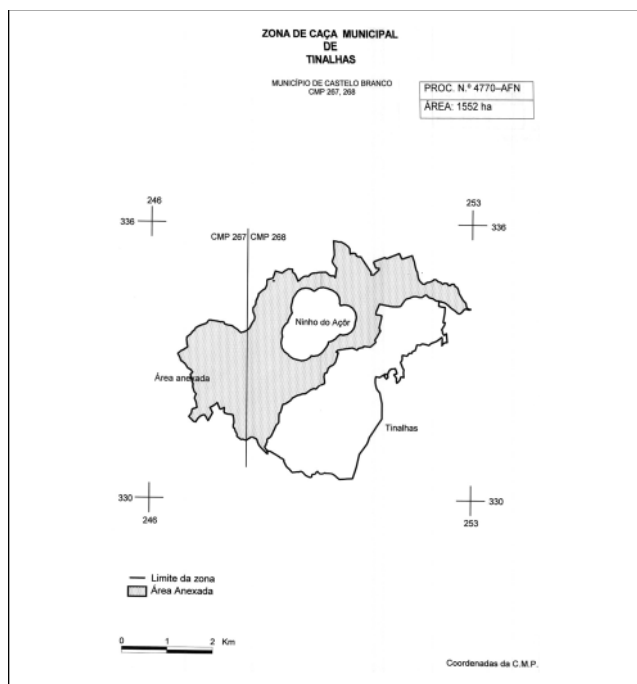 ZONA DE CAÇA MUNICIPAL
DE
TINALHAS
MUNICÍPIO DE CASTELO BRANCO
CMP 267, 268
PROC. N.º 4770–AFN
ÁREA: 1552 ha
246
336
253
336
CMP 267
CMP 268
Ninho do Açôr
Área anexada
Tinalhas
330
246
330
253
Limite da zona
Área Anexada
0 1 2 Km
Coordenadas da C.M.P.